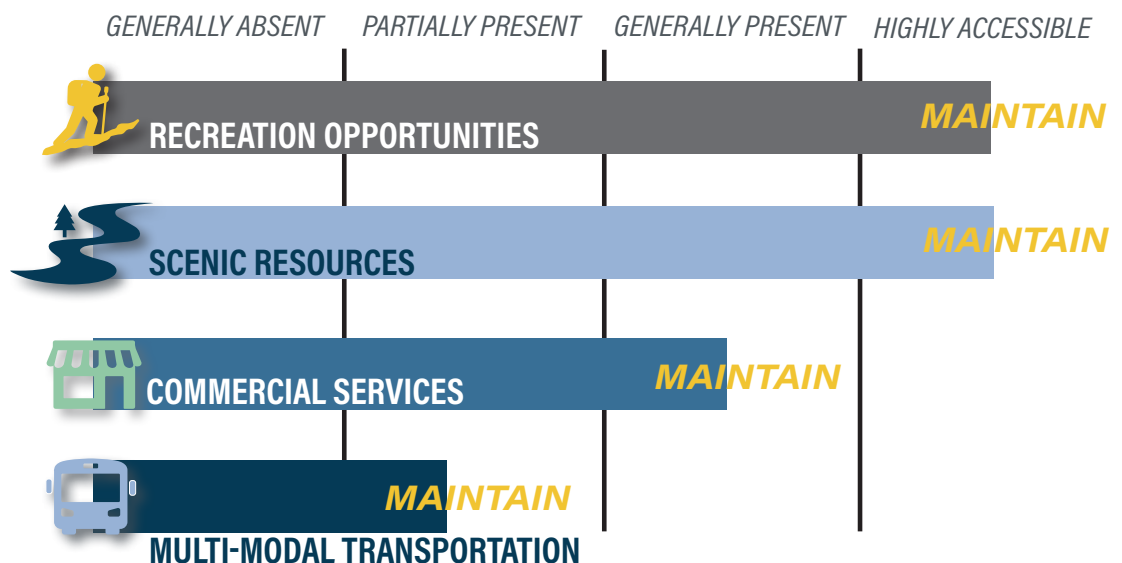 GENERALLY ABSENT PARTIALLY PRESENT GENERALLY PRESENT HIGHLY ACCESSIBLE
MAINTAIN
RECREATION OPPORTUNITIES
MAINTAIN
SCENIC RESOURCES
MAINTAIN
COMMERCIAL SERVICES
MAINTAIN
MULTI-MODAL TRANSPORTATION